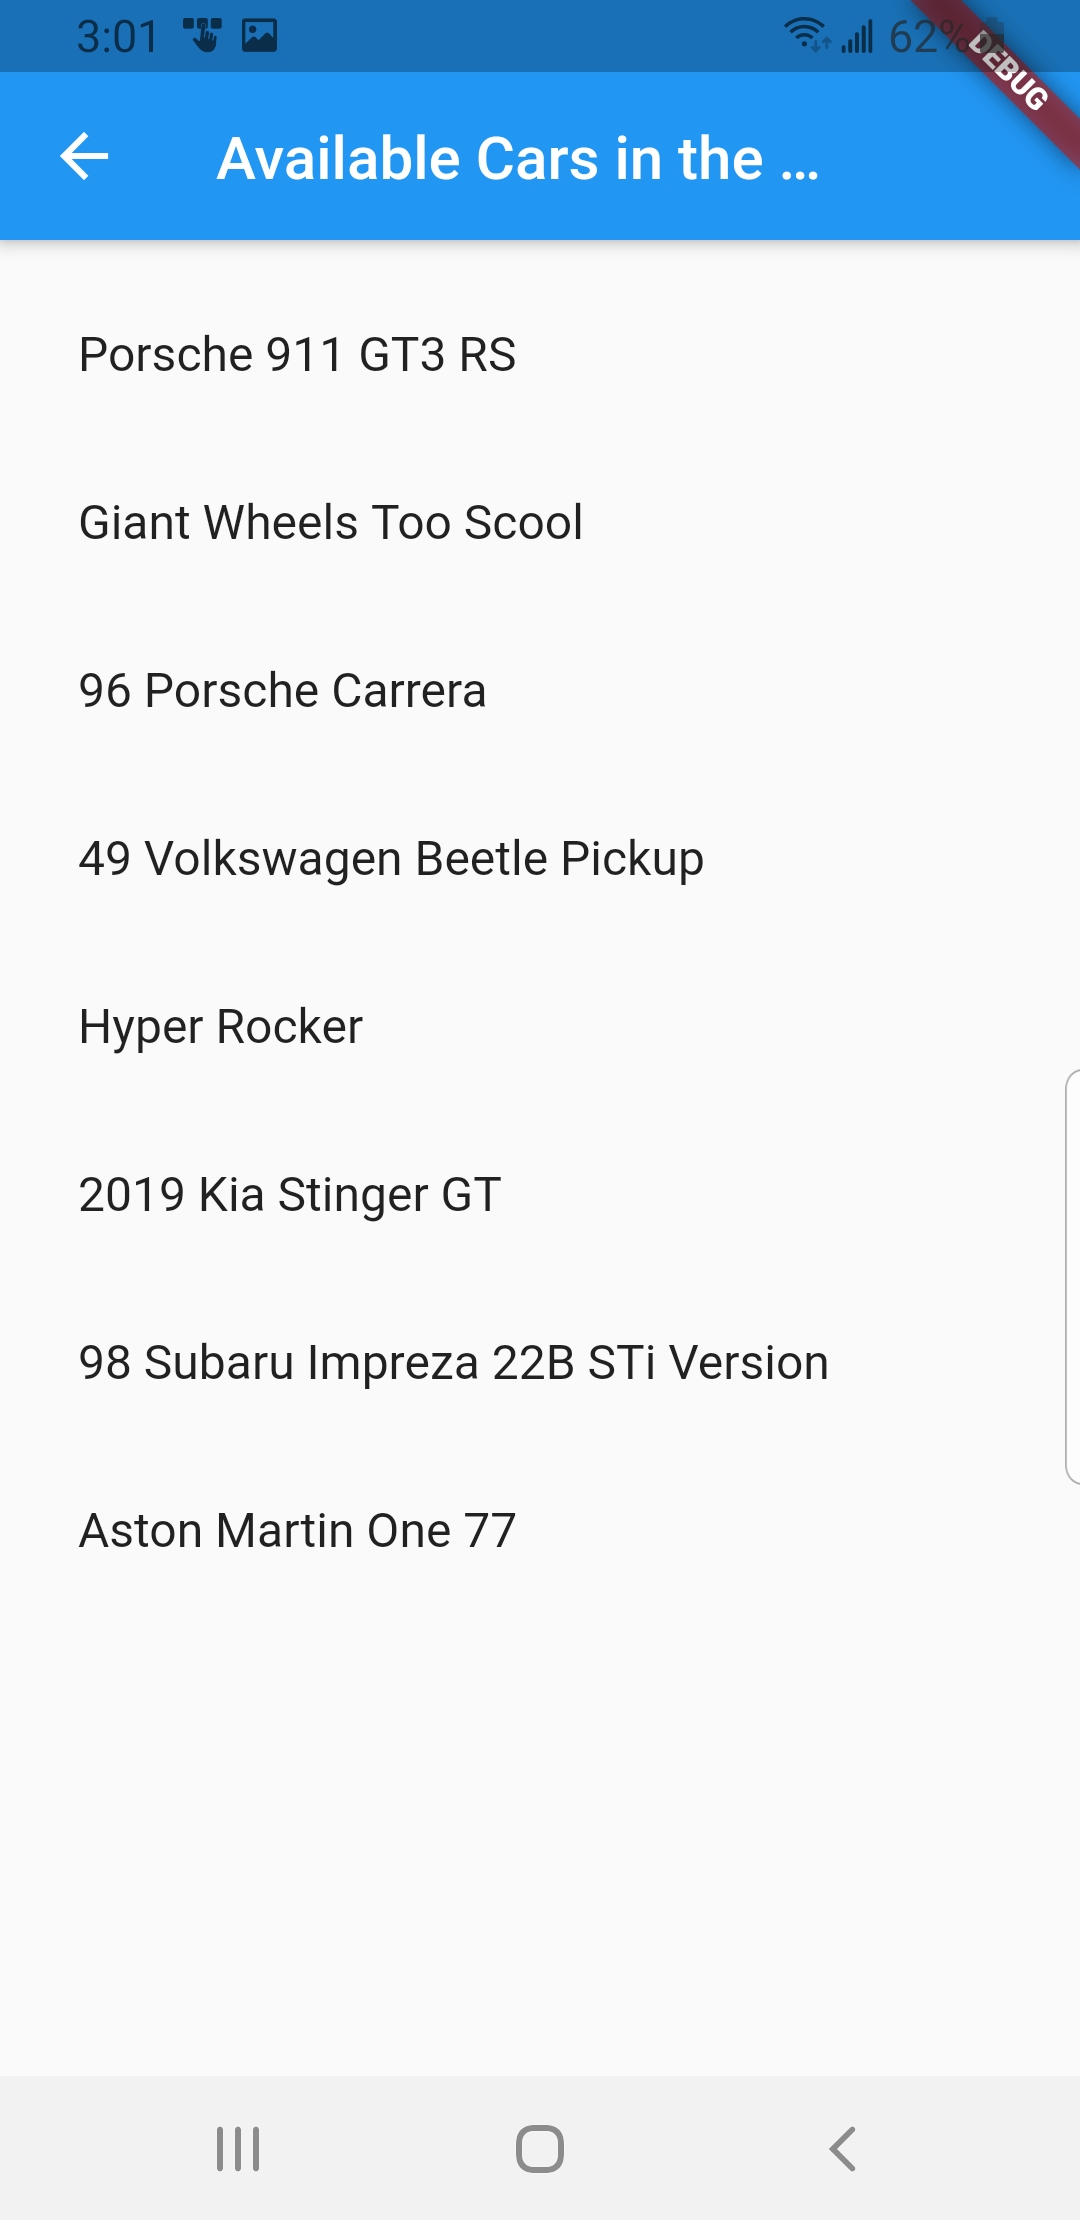 3:01 62%
DEBUG
Available Cars in the ...
Porsche 911 GT3 RS
Giant Wheels Too Scool
96 Porsche Carrera
49 Volkswagen Beetle Pickup
Hyper Rocker
2019 Kia Stinger GT
98 Subaru Impreza 22B STi Version
Aston Martin One 77